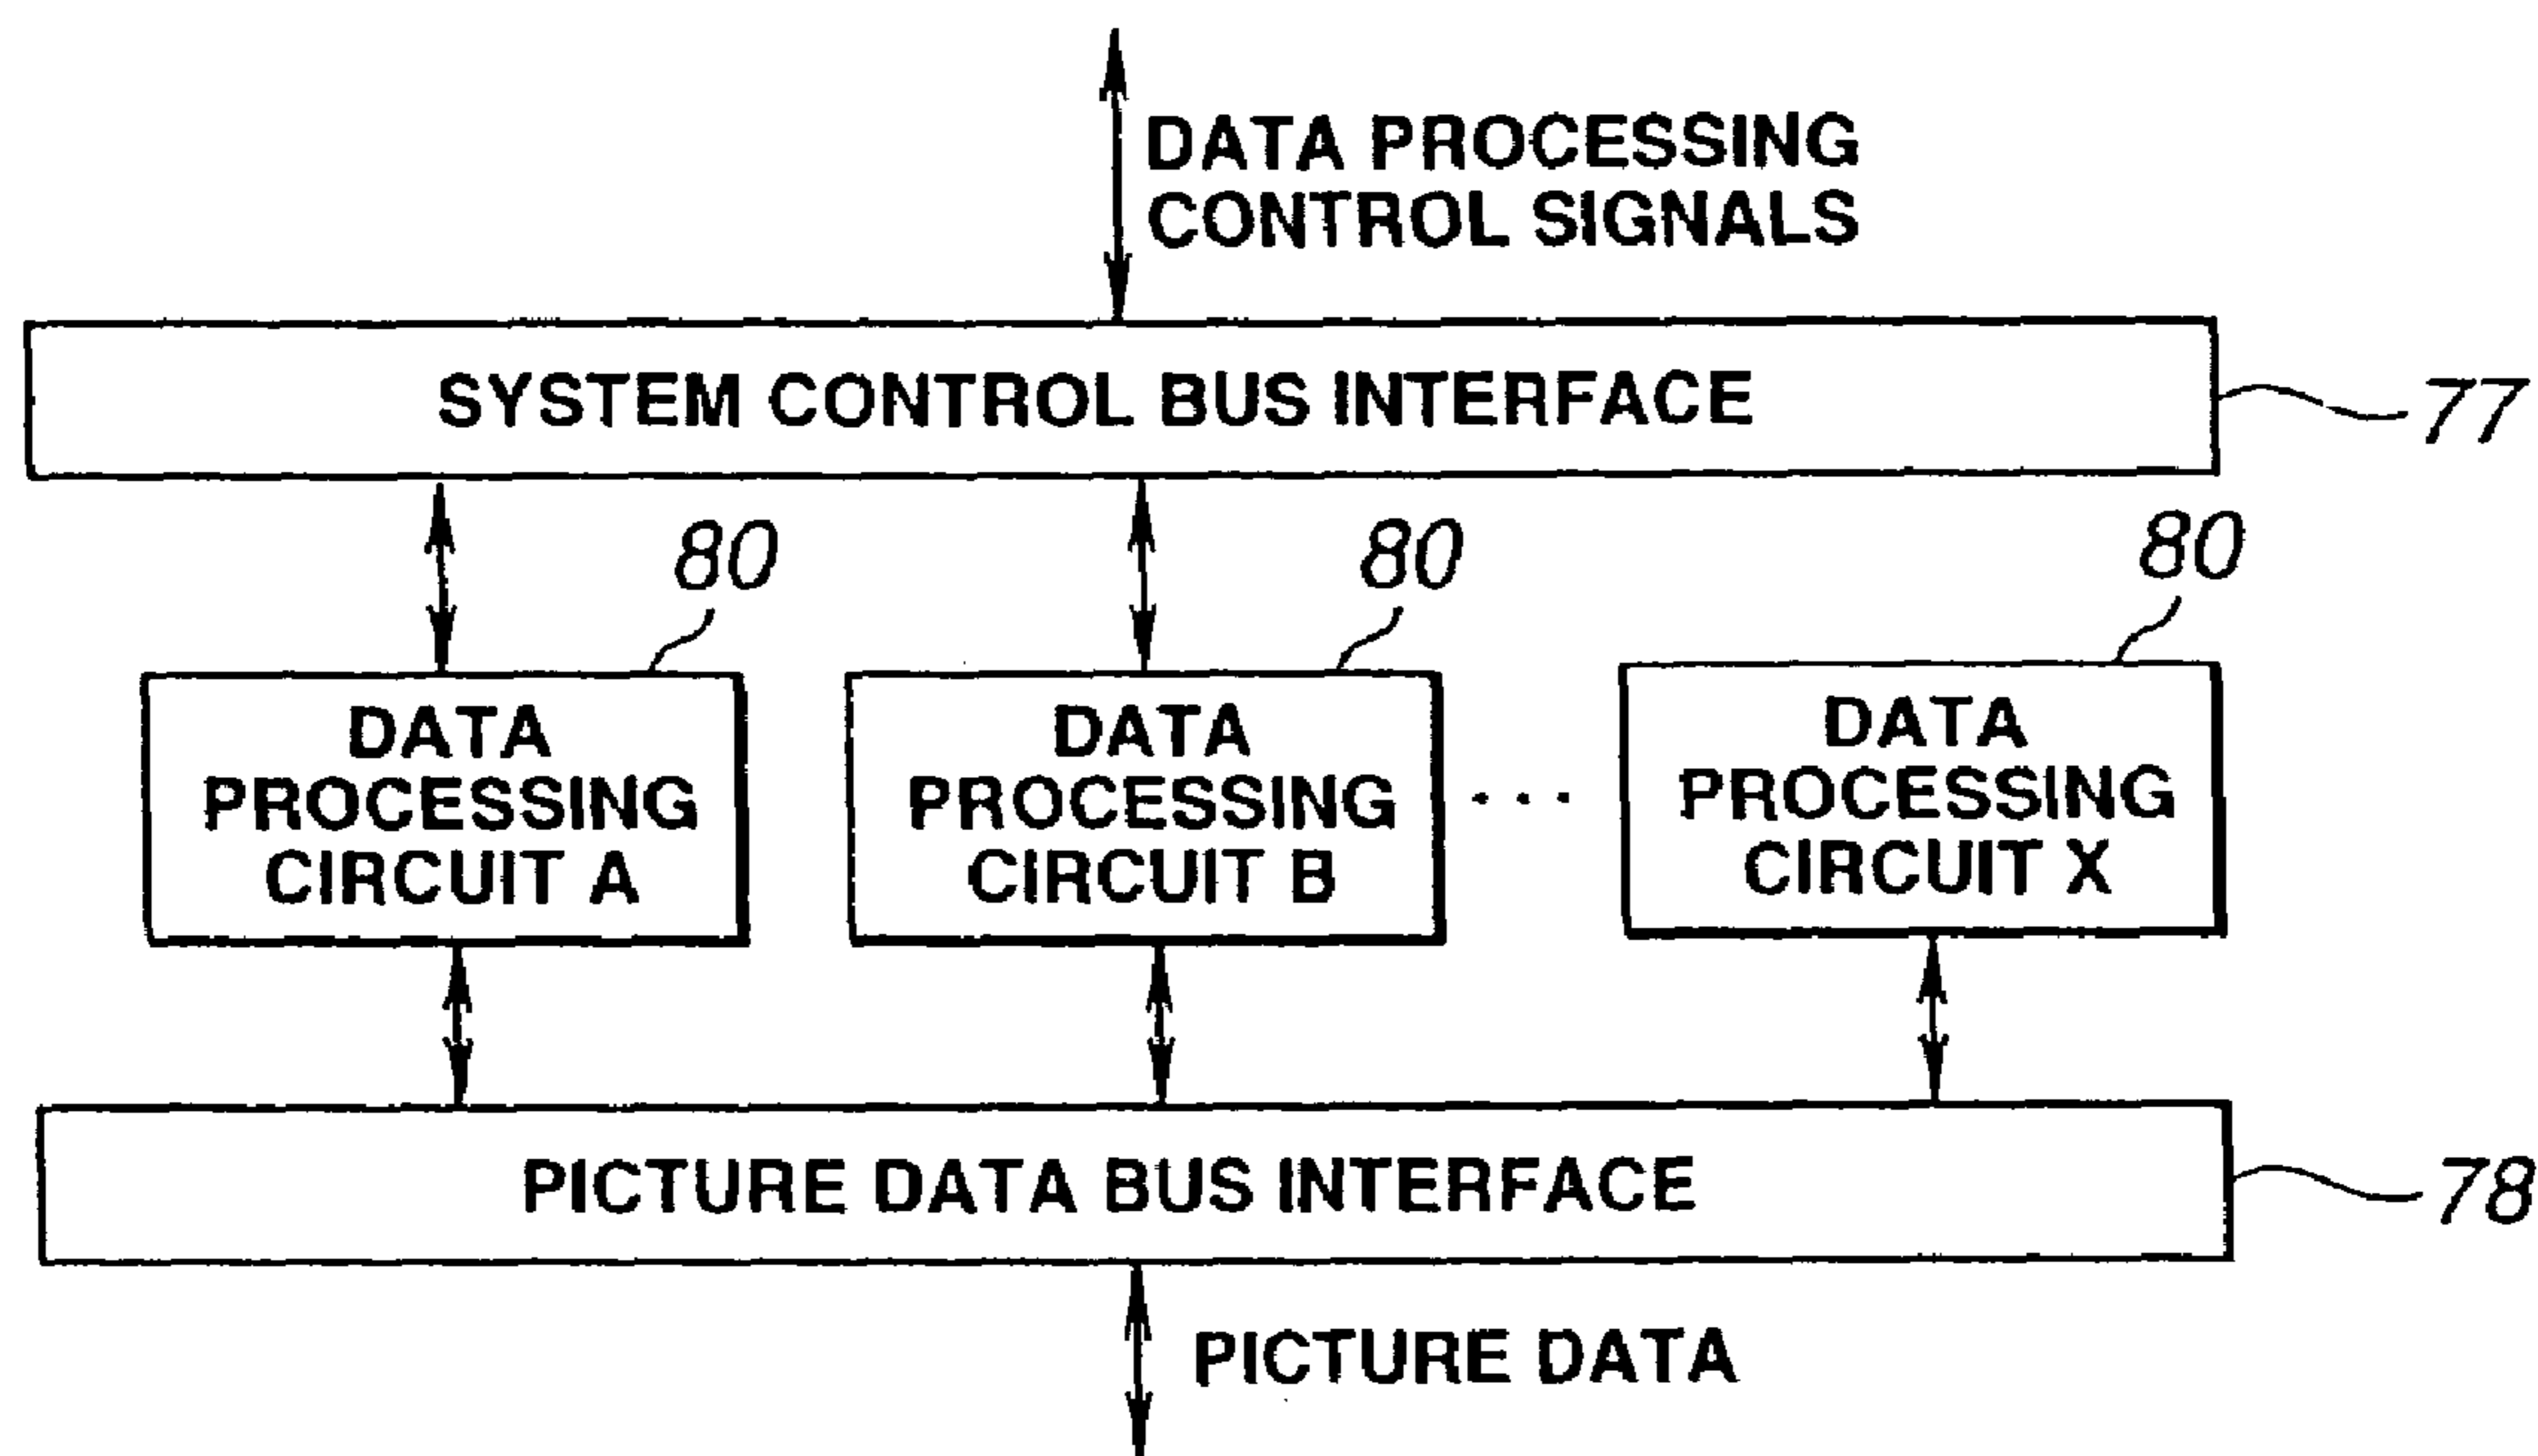 DATA PROCESSING
CONTROL SIGNALS
SYSTEM CONTROL BUS INTERFACE
77
80
80
80
DATA
PROCESSING
CIRCUIT A
DATA
PROCESSING
CIRCUIT B
. . .
DATA
PROCESSING
CIRCUIT X
PICTURE DATA BUS INTERFACE
78
PICTURE DATA